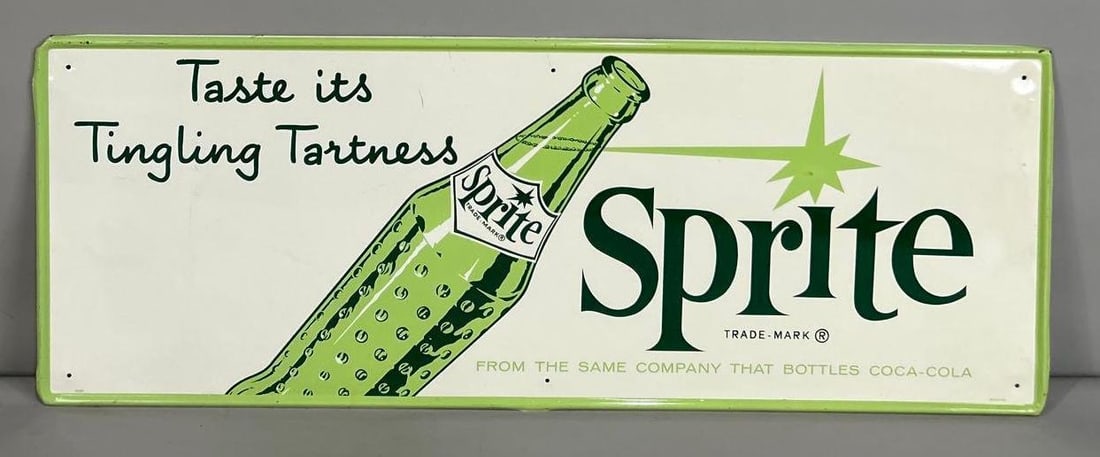 Taste its
Tingling Tartness
Sprite
TRADE-MARK ®
Sprite
TRADE-MARK ®
FROM THE SAME COMPANY THAT BOTTLES COCA-COLA